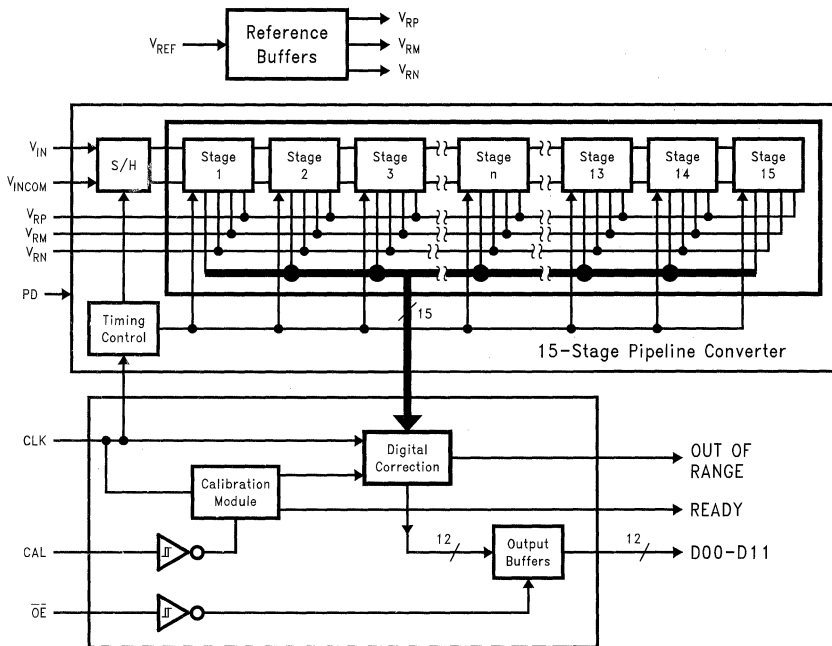 V_REF
Reference
Buffers
V_RP
V_RM
V_RN
V_IN
V_INCOM
S/H
Stage
1
Stage
2
Stage
3
Stage
n
Stage
13
Stage
14
Stage
15
V_RP
V_RM
V_RN
PD
Timing
Control
15
15-Stage Pipeline Converter
CLK
Digital
Correction
OUT OF
RANGE
Calibration
Module
READY
CAL
12
Output
Buffers
12
D00-D11
O̅E̅